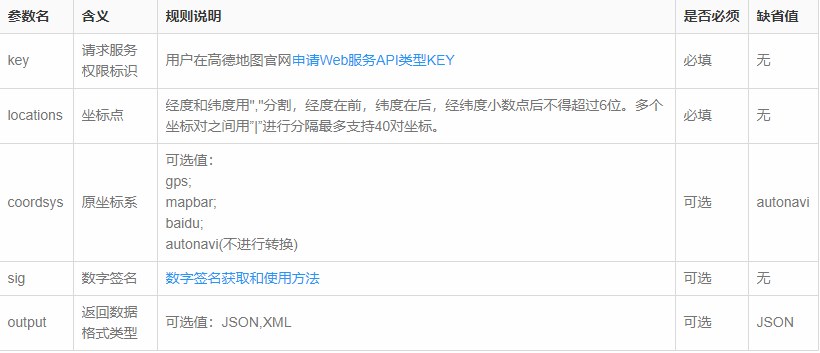 参数名 含义 规则说明 是否必须 缺省值
key 请求服务权限标识 用户在高德地图官网申请Web服务API类型KEY 必填 无
locations 坐标点 经度和纬度用","分割，经度在前，纬度在后，经纬度小数点后不得超过6位。多个
坐标对之间用”|”进行分隔最多支持40对坐标。 必填 无
coordsys 原坐标系 可选值：
gps;
mapbar;
baidu;
autonavi(不进行转换) 可选 autonavi
sig 数字签名 数字签名获取和使用方法 可选 无
output 返回数据格式类型 可选值：JSON,XML 可选 JSON